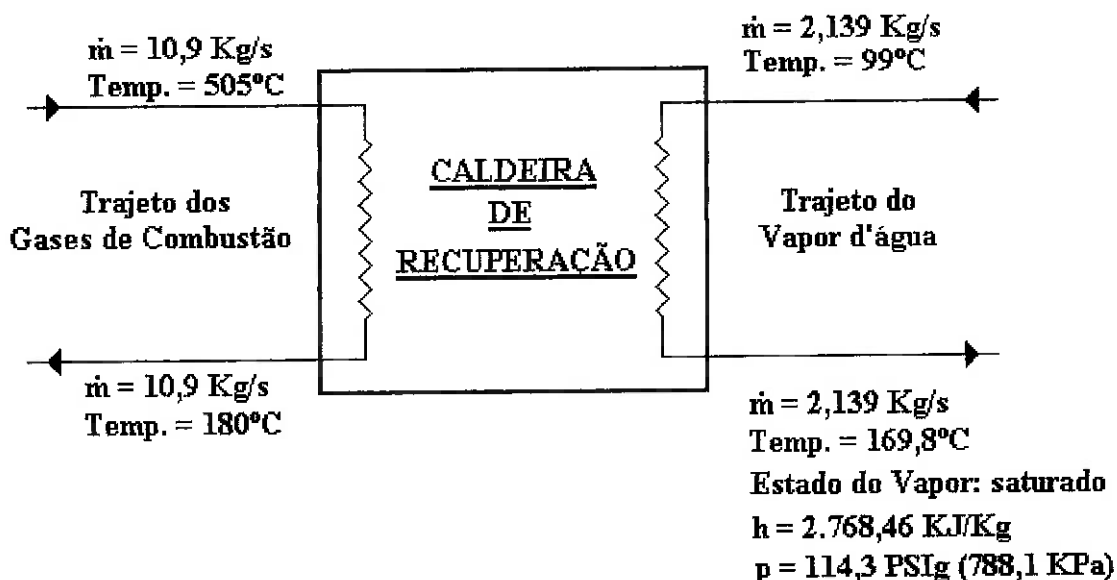 ṁ = 10,9 Kg/s
Temp. = 505ºC
ṁ = 2,139 Kg/s
Temp. = 99ºC
CALDEIRA
DE
RECUPERAÇÃO
Trajeto dos
Gases de Combustão
Trajeto do
Vapor d'água
ṁ = 10,9 Kg/s
Temp. = 180ºC
ṁ = 2,139 Kg/s
Temp. = 169,8ºC
Estado do Vapor: saturado
h = 2.768,46 KJ/Kg
p = 114,3 PSIg (788,1 KPa)